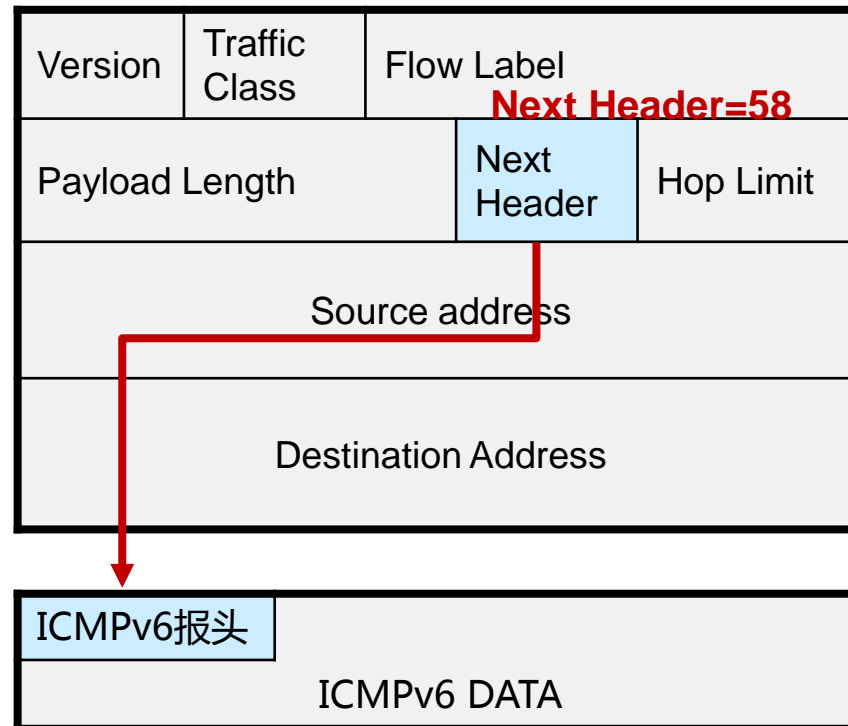 Version
Traffic
Class
Flow Label
Next Header=58
Payload Length
Next
Header
Hop Limit
Source address
Destination Address
ICMPv6报头
ICMPv6 DATA